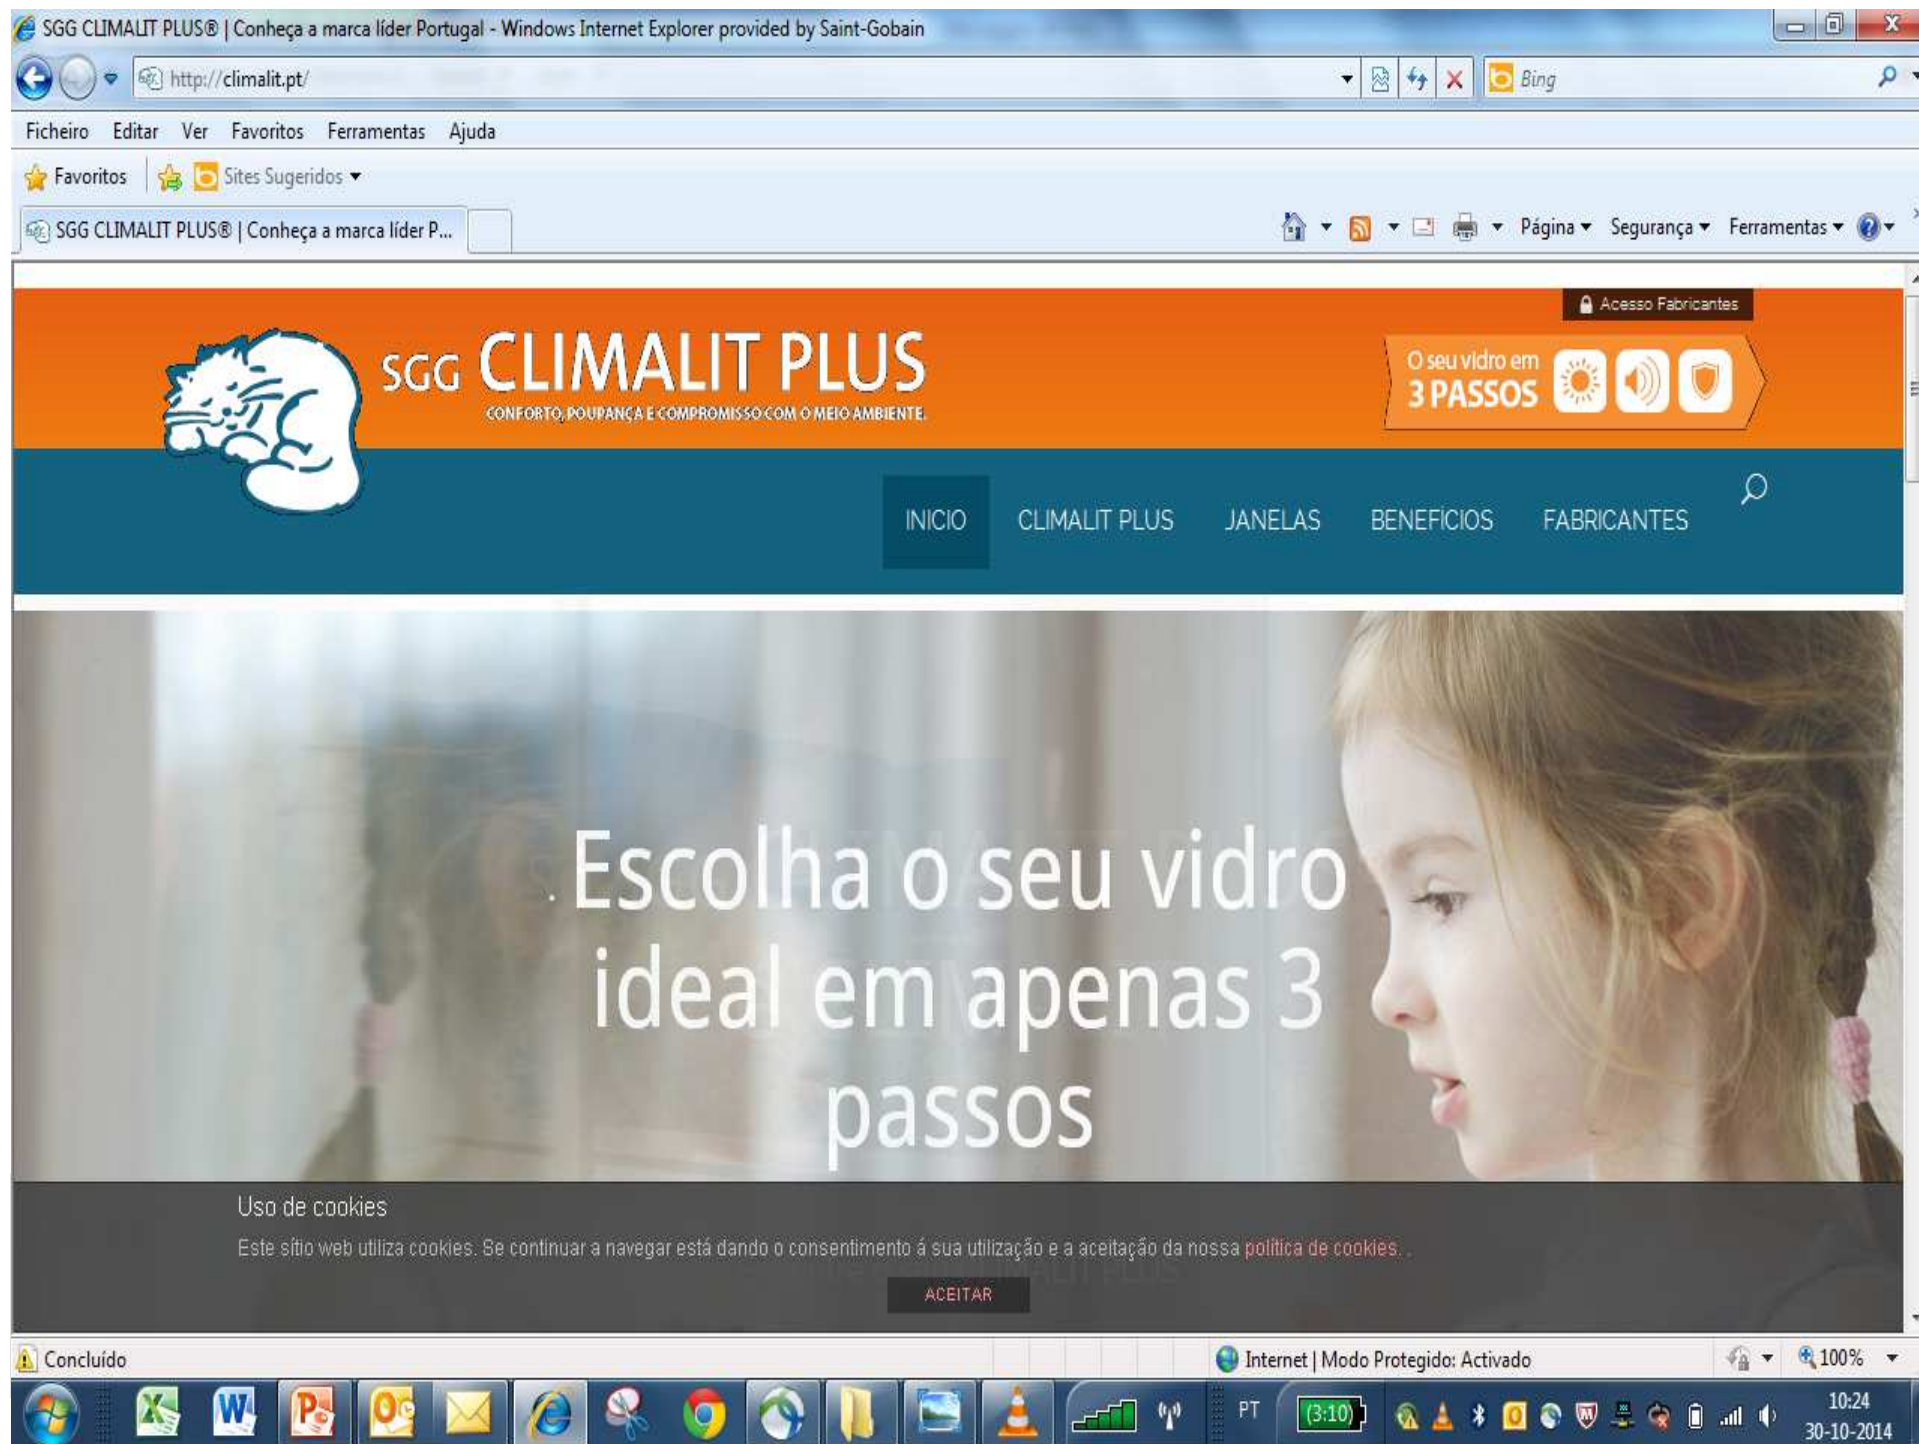 SGG CLIMALIT PLUS® | Conheça a marca líder Portugal - Windows Internet Explorer provided by Saint-Gobain
http://climalit.pt/
Bing
Ficheiro Editar Ver Favoritos Ferramentas Ajuda
Favoritos Sites Sugeridos
SGG CLIMALIT PLUS® | Conheça a marca líder P...
Página Segurança Ferramentas
Acesso Fabricantes
SGG CLIMALIT PLUS
CONFORTO, POUPANÇA E COMPROMISSO COM O MEIO AMBIENTE.
O seu vidro em
3 PASSOS
INICIO CLIMALIT PLUS JANELAS BENEFÍCIOS FABRICANTES
. Escolha o seu vidro
ideal em apenas 3
passos
Uso de cookies
Este sítio web utiliza cookies. Se continuar a navegar está dando o consentimento á sua utilização e a aceitação da nossa política de cookies. .
ACEITAR
Concluído
Internet | Modo Protegido: Activado
100%
PT
(3:10)
10:24
30-10-2014